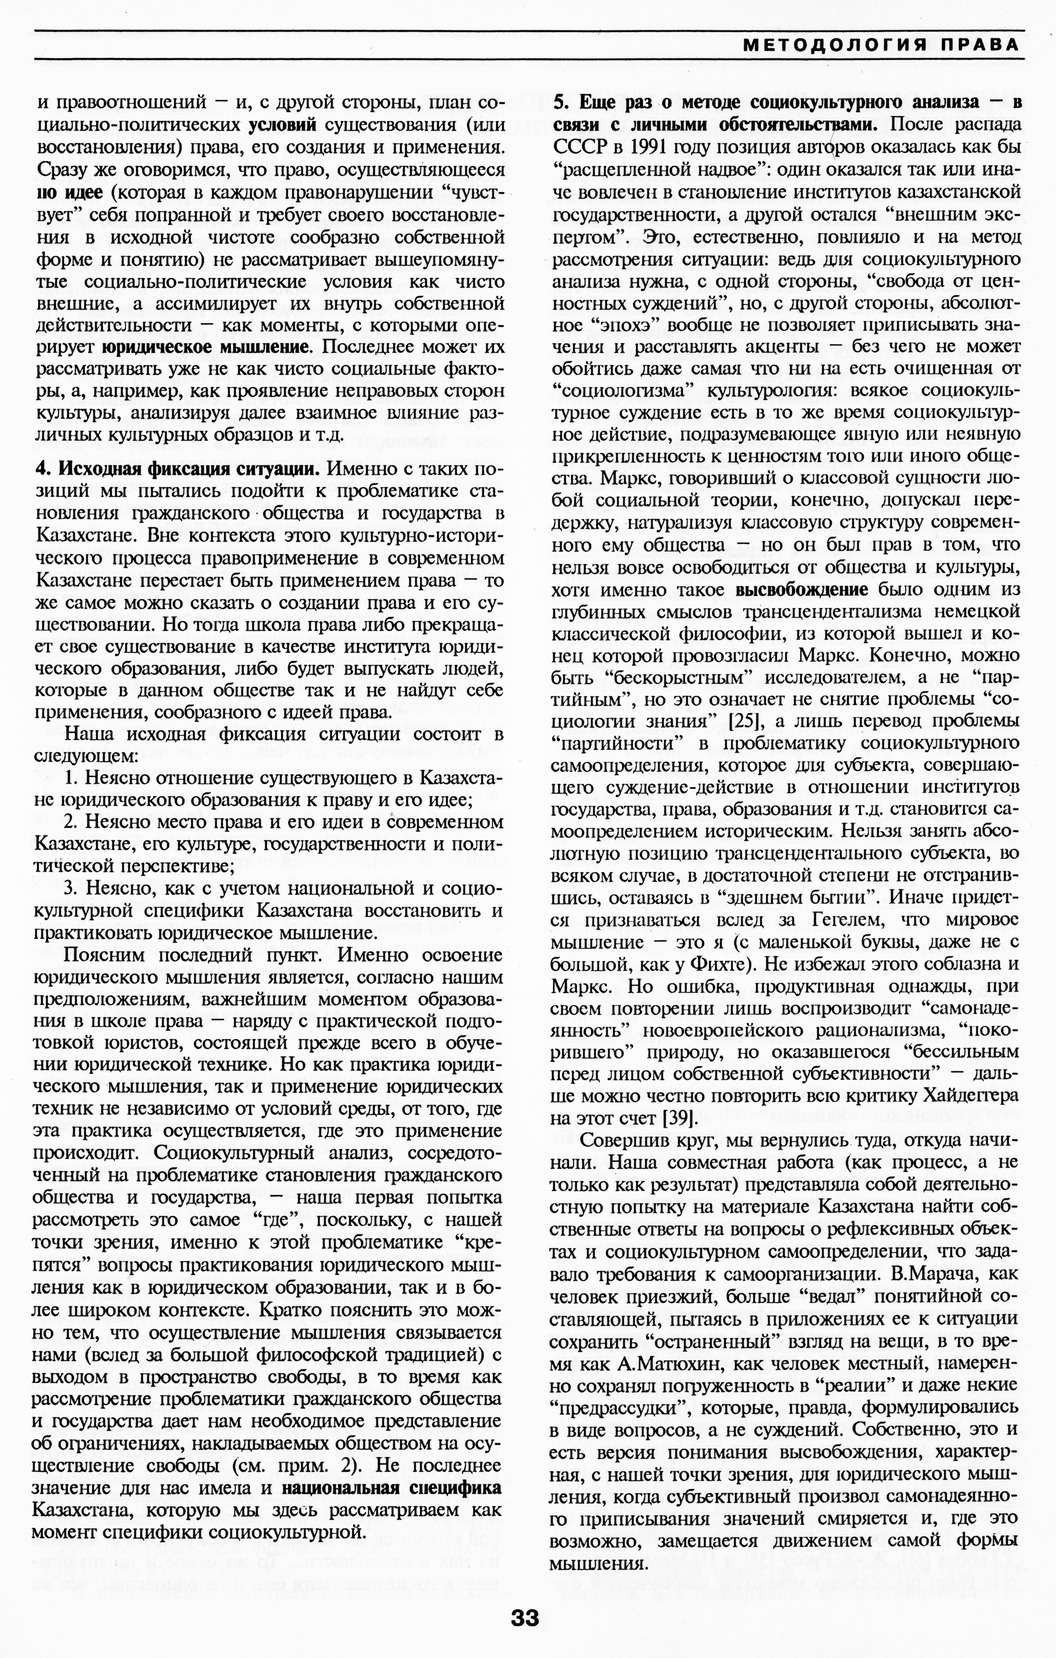 МЕТОДОЛОГИЯ ПРАВА
и правоотношений — и, с другой стороны, план со-
циально-политических условий существования (или
восстановления) права, его создания и применения.
Сразу же оговоримся, что право, осуществляющееся
по идее (которая в каждом правонарушении “чувст-
вует” себя попранной и требует своего восстановле-
ния в исходной чистоте сообразно собственной
форме и понятию) не рассматривает вышеупомяну-
тые социально-политические условия как чисто
внешние, а ассимилирует их внутрь собственной
действительности — как моменты, с которыми опе-
рирует юридическое мышление. Последнее может их
рассматривать уже не как чисто социальные факто-
ры, а, например, как проявление неправовых сторон
культуры, анализируя далее взаимное влияние раз-
личных культурных образцов и т.д.
4. Исходная фиксация ситуации. Именно с таких по-
зиций мы пытались подойти к проблематике ста-
новления гражданского общества и государства в
Казахстане. Вне контекста этого культурно-истори-
ческого процесса правоприменение в современном
Казахстане перестает быть применением права — то
же самое можно сказать о создании права и его су-
ществовании. Но тогда школа права либо прекраща-
ет свое существование в качестве института юриди-
ческого образования, либо будет выпускать людей,
которые в данном обществе так и не найдут себе
применения, сообразного с идеей права.
Наша исходная фиксация ситуации состоит в
следующем:
1. Неясно отношение существующего в Казахста-
не юридического образования к праву и его идее;
2. Неясно место права и его идеи в современном
Казахстане, его культуре, государственности и поли-
тической перспективе;
3. Неясно, как с учетом национальной и социо-
культурной специфики Казахстана восстановить и
практиковать юридическое мышление.
Поясним последний пункт. Именно освоение
юридического мышления является, согласно нашим
предположениям, важнейшим моментом образова-
ния в школе права — наряду с практической подго-
товкой юристов, состоящей прежде всего в обуче-
нии юридической технике. Но как практика юриди-
ческого мышления, так и применение юридических
техник не независимо от условий среды, от того, где
эта практика осуществляется, где это применение
происходит. Социокультурный анализ, сосредото-
ченный на проблематике становления гражданского
общества и государства, — наша первая попытка
рассмотреть это самое “где”, поскольку, с нашей
точки зрения, именно к этой проблематике “кре-
пятся” вопросы практикования юридического мыш-
ления как в юридическом образовании, так и в бо-
лее широком контексте. Кратко пояснить это мож-
но тем, что осуществление мышления связывается
нами (вслед за большой философской традицией) с
выходом в пространство свободы, в то время как
рассмотрение проблематики гражданского общества
и государства дает нам необходимое представление
об ограничениях, накладываемых обществом на осу-
ществление свободы (см. прим. 2). Не последнее
значение для нас имела и национальная специфика
Казахстана, которую мы здесь рассматриваем как
момент специфики социокультурной.
5. Еще раз о методе социокультурного анализа — в
связи с личными обстоятельствами. После распада
СССР в 1991 году позиция авторов оказалась как бы
“расщепленной надвое”: один оказался так или ина-
че вовлечен в становление институтов казахстанской
государственности, а другой остался “внешним экс-
пертом”. Это, естественно, повлияло и на метод
рассмотрения ситуации: ведь для социокультурного
анализа нужна, с одной стороны, “свобода от цен-
ностных суждений”, но, с другой стороны, абсолют-
ное “эпохэ” вообще не позволяет приписывать зна-
чения и расставлять акценты — без чего не может
обойтись даже самая что ни на есть очищенная от
“социологизма” культурология: всякое социокуль-
турное суждение есть в то же время социокультур-
ное действие, подразумевающее явную или неявную
прикрепленность к ценностям того или иного обще-
ства. Маркс, говоривший о классовой сущности лю-
бой социальной теории, конечно, допускал пере-
держку, натурализуя классовую структуру современ-
ного ему общества — но он был прав в том, что
нельзя вовсе освободиться от общества и культуры,
хотя именно такое высвобождение было одним из
глубинных смыслов трансцендентализма немецкой
классической философии, из которой вышел и ко-
нец которой провозгласил Маркс. Конечно, можно
быть “бескорыстным” исследователем, а не “пар-
тийным”, но это означает не снятие проблемы “со-
циологии знания” [25], а лишь перевод проблемы
“партийности” в проблематику социокультурного
самоопределения, которое для субъекта, совершаю-
щего суждение-действие в отношении институтов
государства, права, образования и т.д. становится са-
моопределением историческим. Нельзя занять абсо-
лютную позицию трансцендентального субъекта, во
всяком случае, в достаточной степени не отстранив-
шись, оставаясь в “здешнем бытии”. Иначе придет-
ся признаваться вслед за Гегелем, что мировое
мышление — это я (с маленькой буквы, даже не с
большой, как у Фихте). Не избежал этого соблазна и
Маркс. Но ошибка, продуктивная однажды, при
своем повторении лишь воспроизводит “самонаде-
янность” новоевропейского рационализма, “поко-
рившего” природу, но оказавшегося “бессильным
перед лицом собственной субъективности” — даль-
ше можно честно повторить всю критику Хайдеггера
на этот счет [39].
Совершив круг, мы вернулись туда, откуда начи-
нали. Наша совместная работа (как процесс, а не
только как результат) представляла собой деятельно-
стную попытку на материале Казахстана найти соб-
ственные ответы на вопросы о рефлексивных объек-
тах и социокультурном самоопределении, что зада-
вало требования к самоорганизации. В.Марача, как
человек приезжий, больше “ведал” понятийной со-
ставляющей, пытаясь в приложениях ее к ситуации
сохранить “остраненный” взгляд на вещи, в то вре-
мя как А.Матюхин, как человек местный, намерен-
но сохранял погруженность в “реалии” и даже некие
“предрассудки”, которые, правда, формулировались
в виде вопросов, а не суждений. Собственно, это и
есть версия понимания высвобождения, характер-
ная, с нашей точки зрения, для юридического мыш-
ления, когда субъективный произвол самонадеянно-
го приписывания значений смиряется и, где это
возможно, замещается движением самой формы
мышления.
33